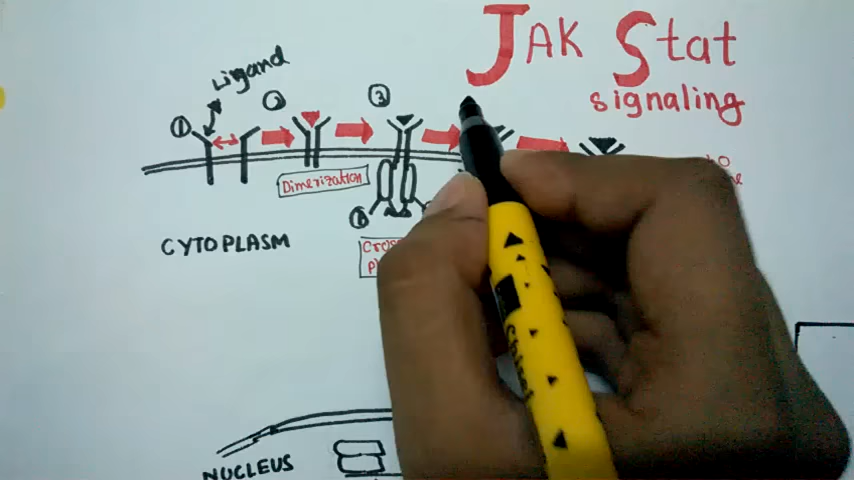 JAK Stat
signaling
Ligand
1
2
3
Dimerization
CYTOPLASM
NUCLEUS